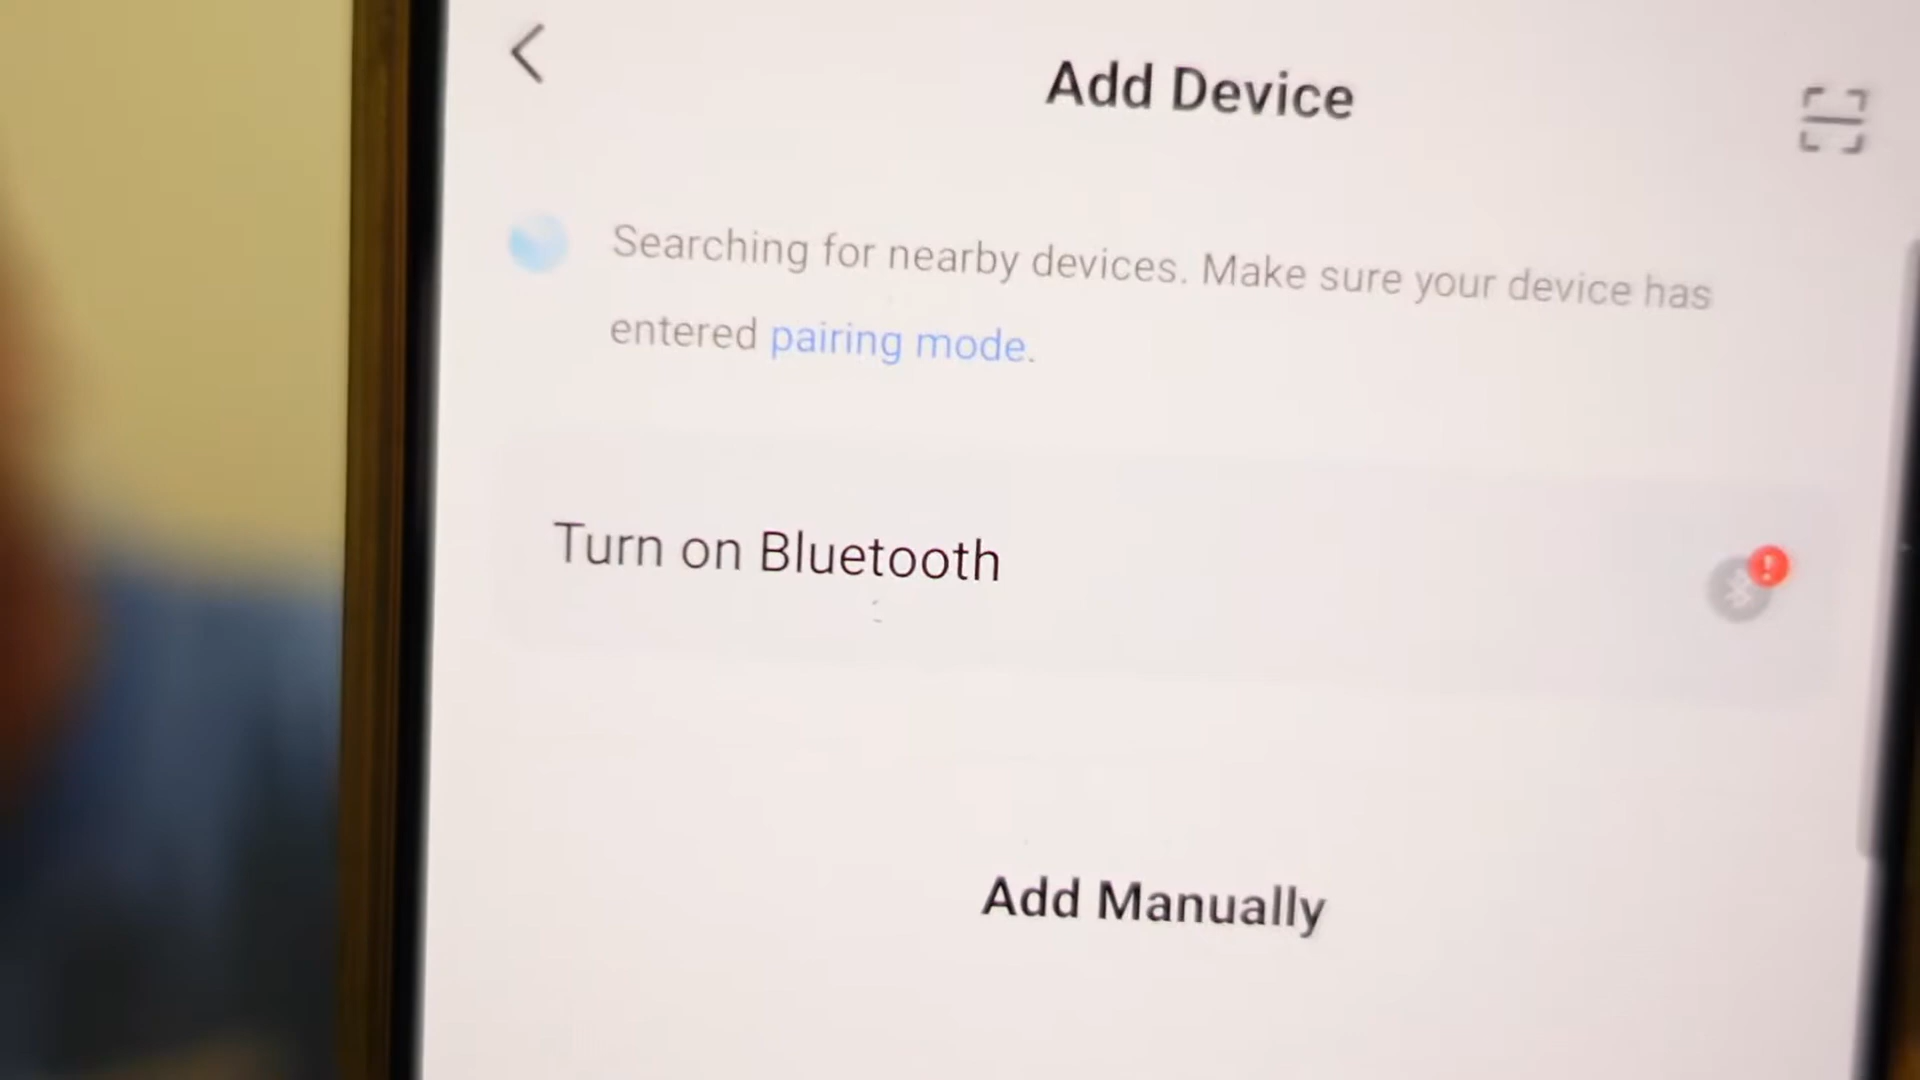 Add Device
Searching for nearby devices. Make sure your device has
entered pairing mode.
Turn on Bluetooth
Add Manually